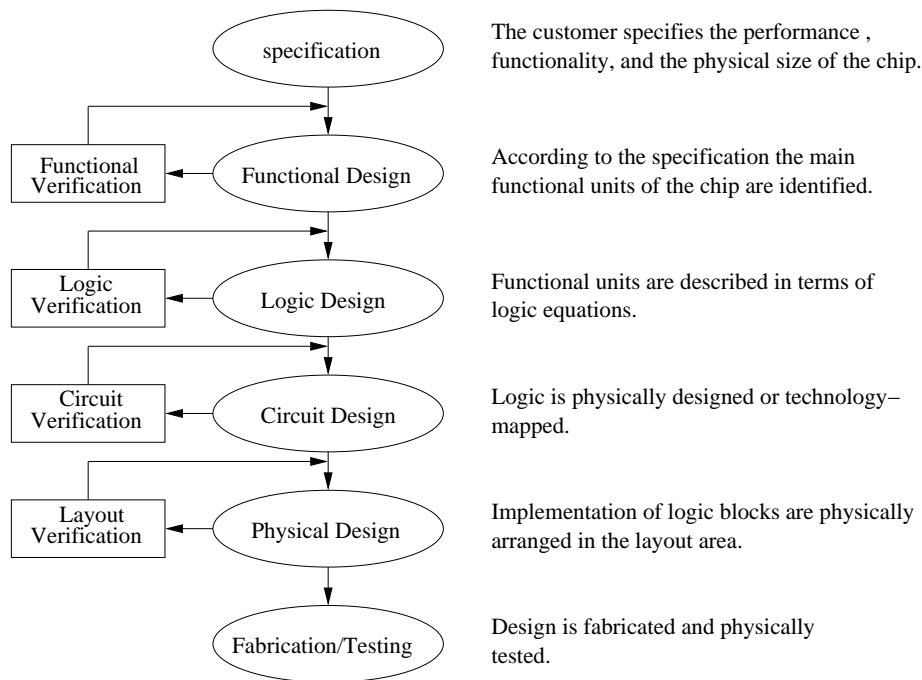 specification
The customer specifies the performance ,
functionality, and the physical size of the chip.
Functional
Verification
Functional Design
According to the specification the main
functional units of the chip are identified.
Logic
Verification
Logic Design
Functional units are described in terms of
logic equations.
Circuit
Verification
Circuit Design
Logic is physically designed or technology−
mapped.
Layout
Verification
Physical Design
Implementation of logic blocks are physically
arranged in the layout area.
Fabrication/Testing
Design is fabricated and physically
tested.